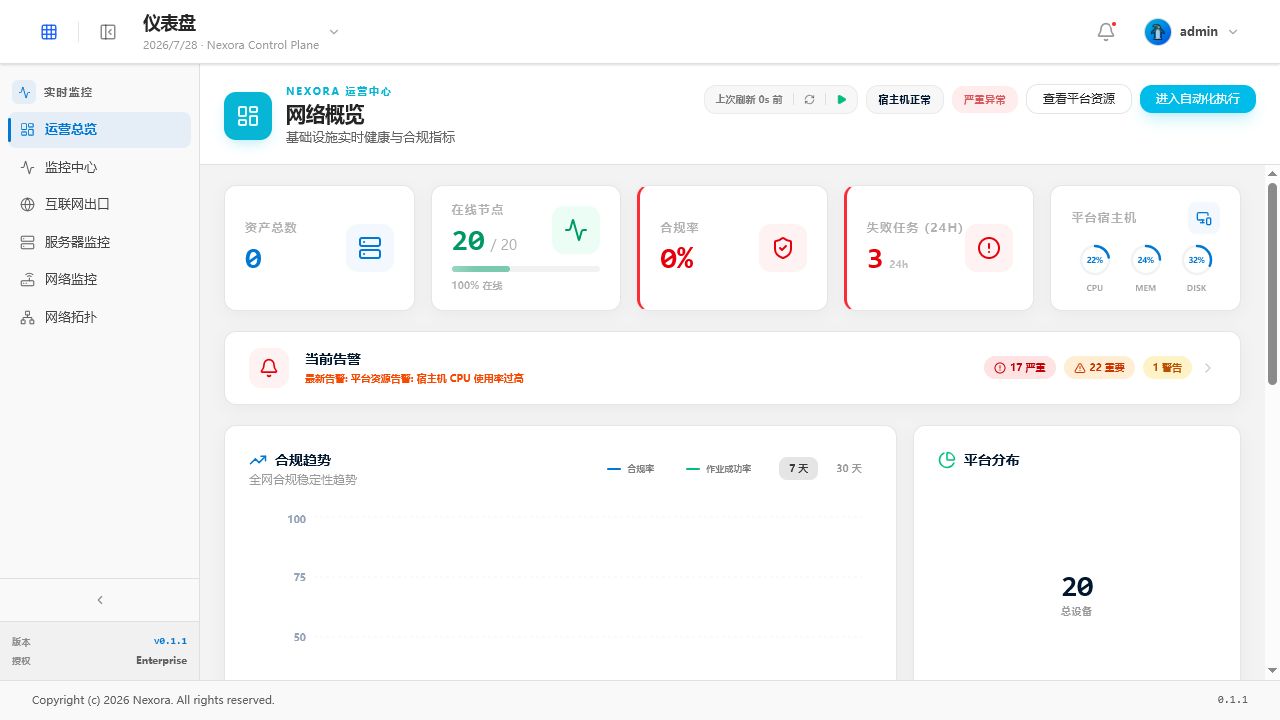 仪表盘
2026/7/28 · Nexora Control Plane
admin
实时监控
运营总览
监控中心
互联网出口
服务器监控
网络监控
网络拓扑
版本 v0.1.1
授权 Enterprise
NEXORA 运营中心
网络概览
基础设施实时健康与合规指标
上次刷新 0s 前
宿主机正常
严重异常
查看平台资源
进入自动化执行
资产总数
0
在线节点
20 / 20
100% 在线
合规率
0%
失败任务 (24H)
3 24h
平台宿主机
22% 24% 32%
CPU MEM DISK
当前告警
最新告警: 平台资源告警: 宿主机 CPU 使用率过高
17 严重
22 重要
1 警告
合规趋势
全网合规稳定性趋势
合规率
作业成功率
7 天
30 天
100
75
50
平台分布
20
总设备
Copyright (c) 2026 Nexora. All rights reserved.
0.1.1